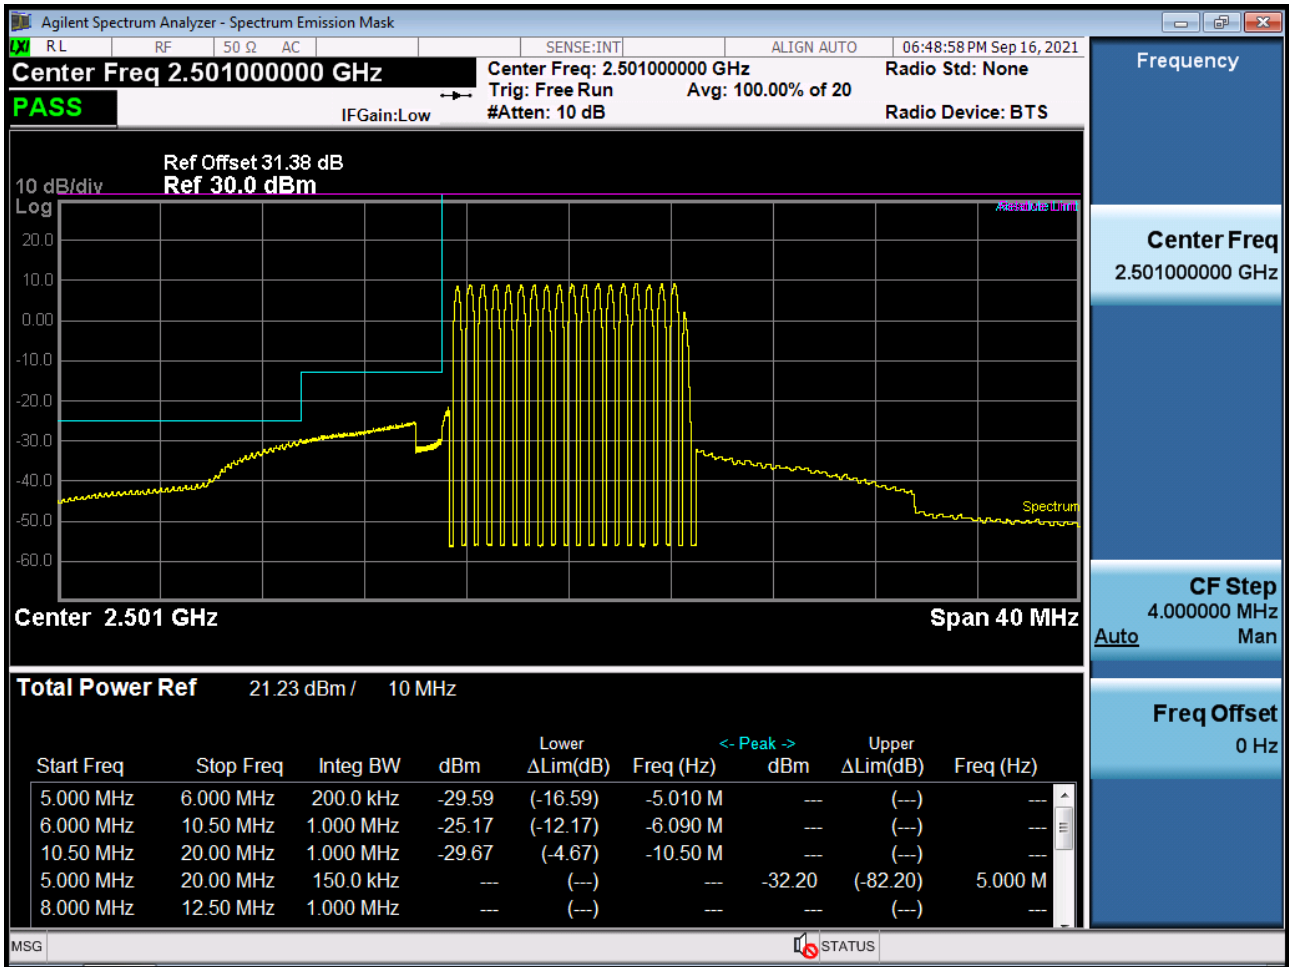 Agilent Spectrum Analyzer - Spectrum Emission Mask
LXI RL RF 50 Ω AC SENSE:INT ALIGN AUTO 06:48:58 PM Sep 16, 2021
Center Freq 2.501000000 GHz
Center Freq: 2.501000000 GHz Radio Std: None
Trig: Free Run Avg: 100.00% of 20
PASS
IFGain:Low #Atten: 10 dB Radio Device: BTS
Ref Offset 31.38 dB
10 dB/div Ref 30.0 dBm
Log
Absolute Limit
20.0
10.0
0.00
-10.0
-20.0
-30.0
-40.0
-50.0
-60.0
Spectrum
Center 2.501 GHz Span 40 MHz
Total Power Ref 21.23 dBm / 10 MHz
Lower <- Peak -> Upper
Start Freq Stop Freq Integ BW dBm ΔLim(dB) Freq (Hz) dBm ΔLim(dB) Freq (Hz)
5.000 MHz 6.000 MHz 200.0 kHz -29.59 (-16.59) -5.010 M --- (---) ---
6.000 MHz 10.50 MHz 1.000 MHz -25.17 (-12.17) -6.090 M --- (---) ---
10.50 MHz 20.00 MHz 1.000 MHz -29.67 (-4.67) -10.50 M --- (---) ---
5.000 MHz 20.00 MHz 150.0 kHz --- (---) --- -32.20 (-82.20) 5.000 M
8.000 MHz 12.50 MHz 1.000 MHz --- (---) --- --- (---) ---
MSG STATUS
Frequency
Center Freq
2.501000000 GHz
CF Step
4.000000 MHz
Auto Man
Freq Offset
0 Hz